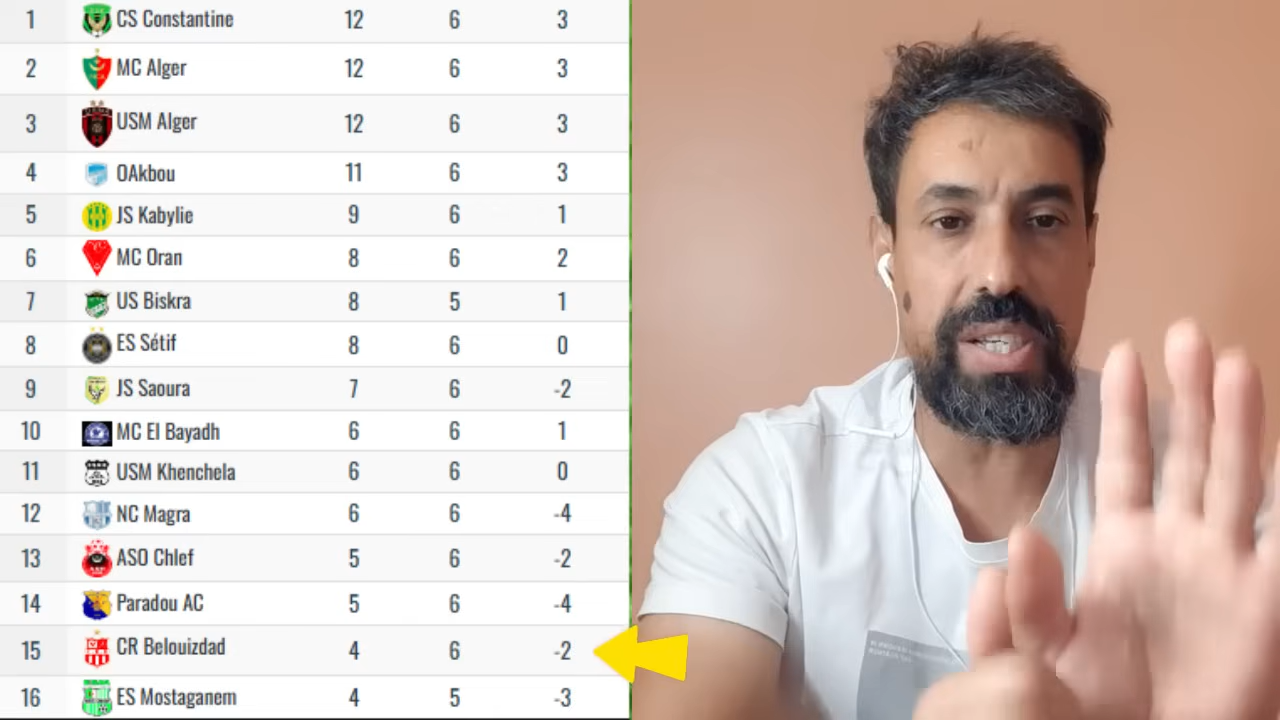 1 CS Constantine 12 6 3
2 MC Alger 12 6 3
3 USM Alger 12 6 3
4 OAkbou 11 6 3
5 JS Kabylie 9 6 1
6 MC Oran 8 6 2
7 US Biskra 8 5 1
8 ES Sétif 8 6 0
9 JS Saoura 7 6 -2
10 MC El Bayadh 6 6 1
11 USM Khenchela 6 6 0
12 NC Magra 6 6 -4
13 ASO Chlef 5 6 -2
14 Paradou AC 5 6 -4
15 CR Belouizdad 4 6 -2
16 ES Mostaganem 4 5 -3